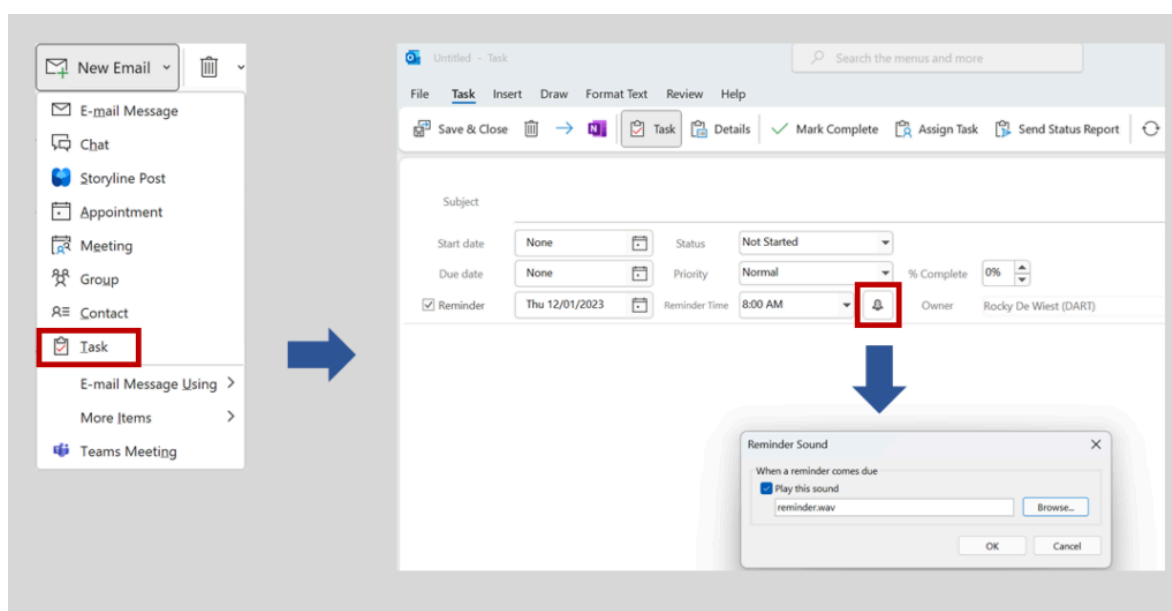 New Email
E-mail Message
Chat
Storyline Post
Appointment
Meeting
Group
Contact
Task
E-mail Message Using
More Items
Teams Meeting
Untitled - Task
Search the menus and more
File Task Insert Draw Format Text Review Help
Save & Close Task Details Mark Complete Assign Task Send Status Report
Subject
Start date None Status Not Started
Due date None Priority Normal % Complete 0%
Reminder Thu 12/01/2023 Reminder Time 8:00 AM Owner Rocky De Wiest (DART)
Reminder Sound
When a reminder comes due
Play this sound
reminder.wav Browse...
OK Cancel